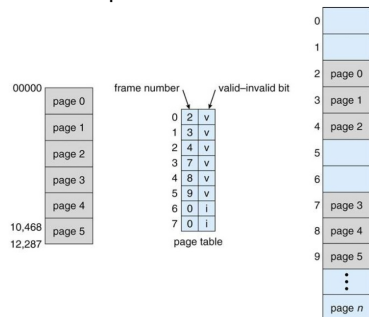 00000
page 0
page 1
page 2
page 3
page 4
page 5
10,468
12,287
frame number
valid–invalid bit
0 2 v
1 3 v
2 4 v
3 7 v
4 8 v
5 9 v
6 0 i
7 0 i
page table
0
1
2 page 0
3 page 1
4 page 2
5
6
7 page 3
8 page 4
9 page 5
page n